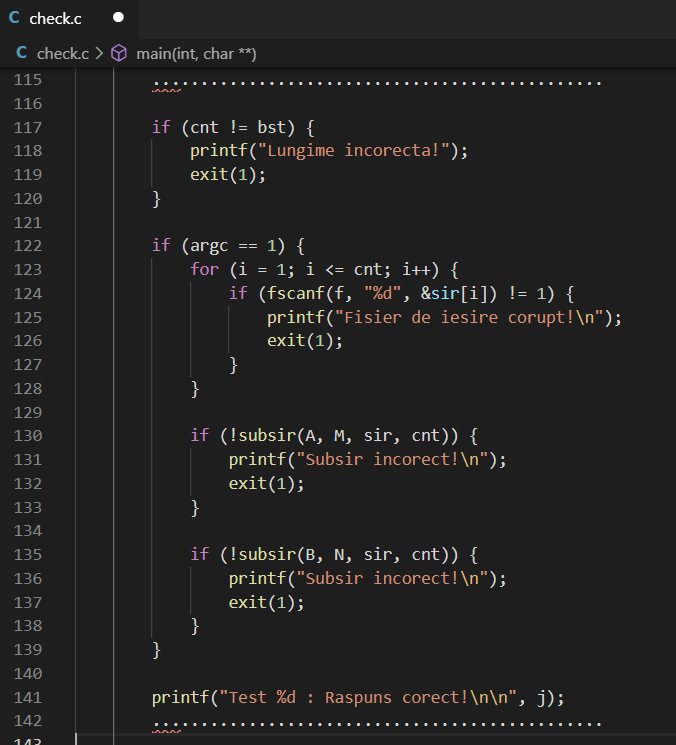 C check.c ●
C check.c > main(int, char **)
115 ...............................................
116
117 if (cnt != bst) {
118 printf("Lungime incorecta!");
119 exit(1);
120 }
121
122 if (argc == 1) {
123 for (i = 1; i <= cnt; i++) {
124 if (fscanf(f, "%d", &sir[i]) != 1) {
125 printf("Fisier de iesire corupt!\n");
126 exit(1);
127 }
128 }
129
130 if (!subsir(A, M, sir, cnt)) {
131 printf("Subsir incorect!\n");
132 exit(1);
133 }
134
135 if (!subsir(B, N, sir, cnt)) {
136 printf("Subsir incorect!\n");
137 exit(1);
138 }
139 }
140
141 printf("Test %d : Raspuns corect!\n\n", j);
142 ...............................................
143